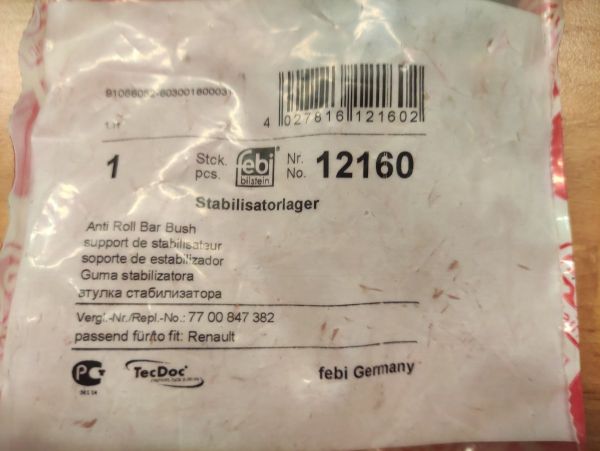 91066052-603001600031
4 027816 121602
1 Stck. pcs. febi bilstein Nr. No. 12160
Stabilisatorlager
Anti Roll Bar Bush
support de stabilisateur
soporte de estabilizador
Guma stabilizatora
втулка стабилизатора
Vergl.-Nr./Repl.-No.: 77 00 847 382
passend für/to fit: Renault
TecDoc
febi Germany